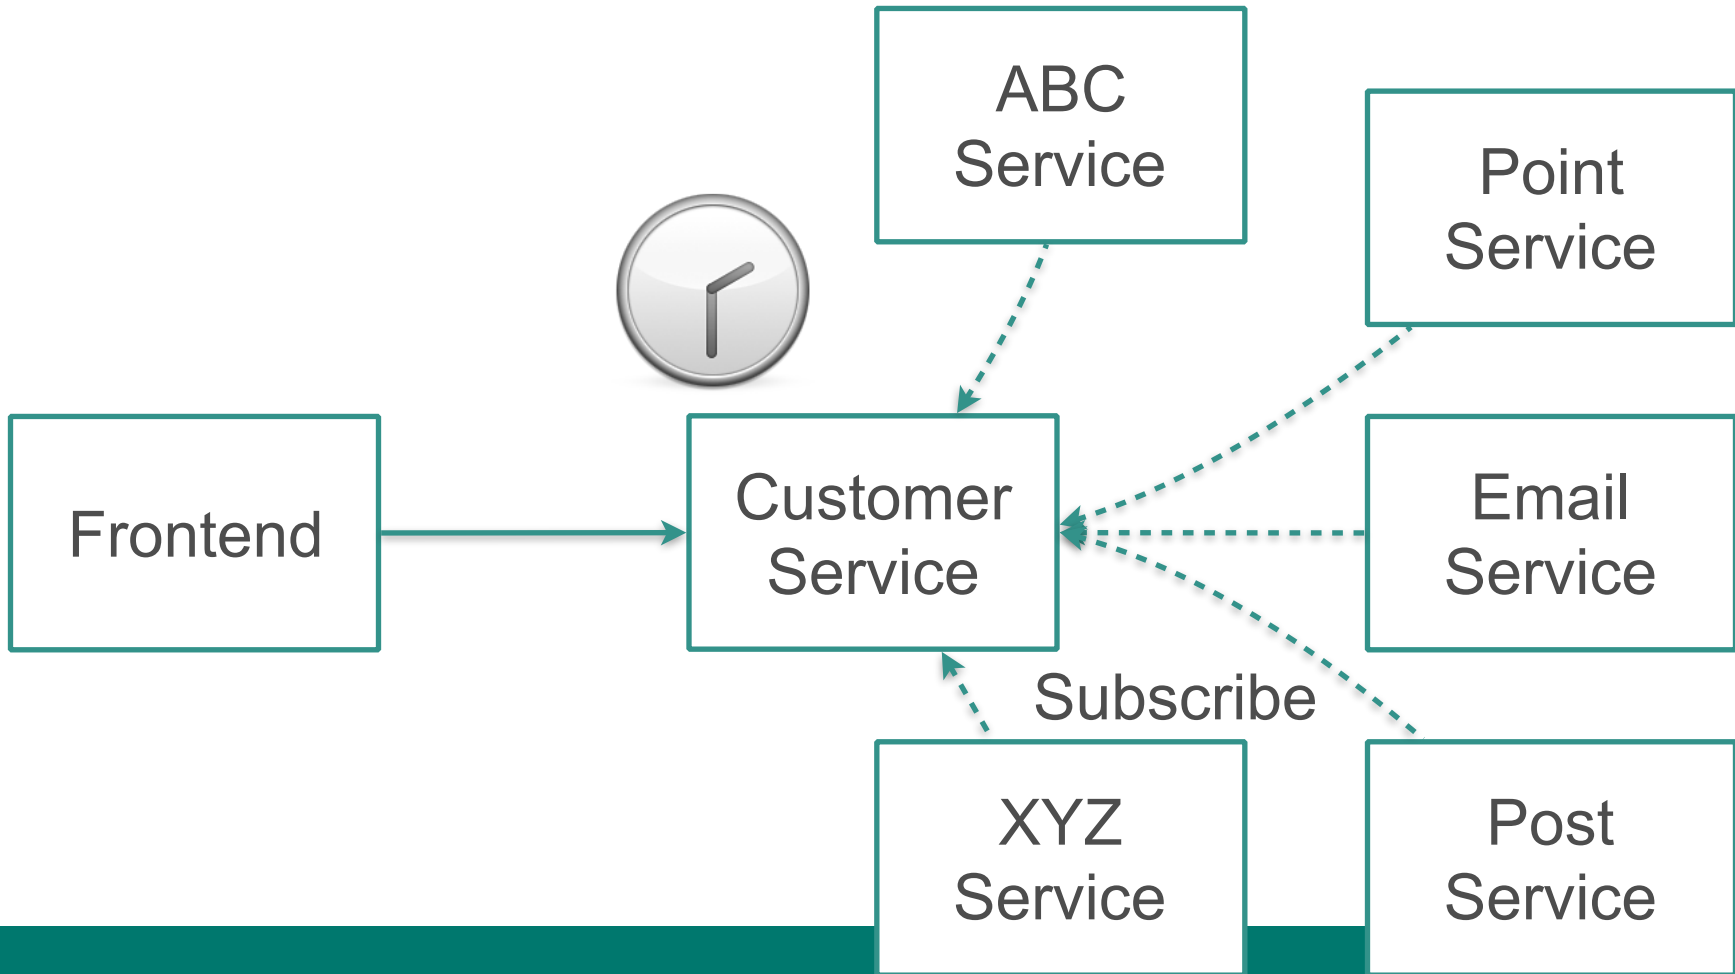 ABC
Service
Point
Service
Frontend
Customer
Service
Email
Service
Subscribe
XYZ
Service
Post
Service